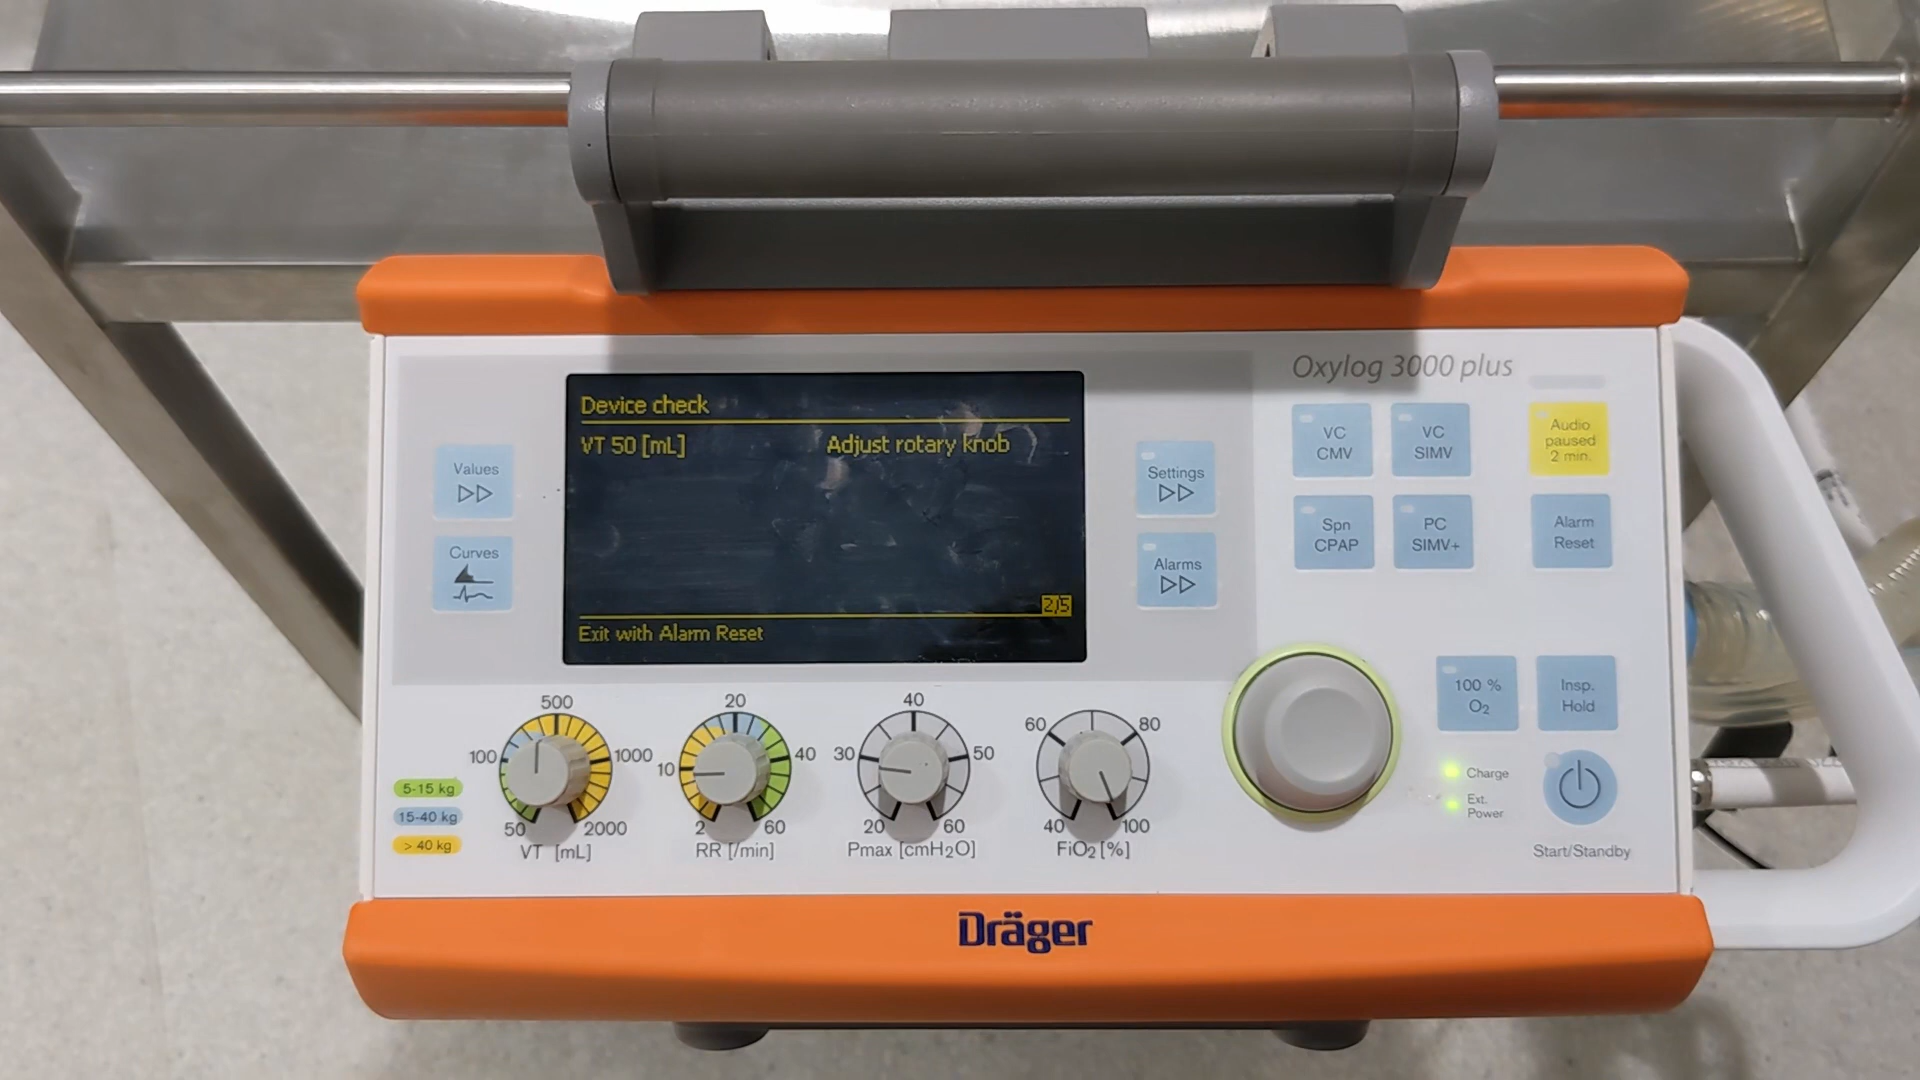 Oxylog 3000 plus
Device check
VT 50 [mL] Adjust rotary knob
2/5
Exit with Alarm Reset
Values
Curves
Settings
Alarms
VC
CMV
VC
SIMV
Audio
paused
2 min.
Spn
CPAP
PC
SIMV+
Alarm
Reset
100 %
O2
Insp.
Hold
Charge
Ext.
Power
Start/Standby
5-15 kg
15-40 kg
> 40 kg
50 100 500 1000 2000
VT [mL]
2 10 20 40 60
RR [/min]
20 30 40 50 60
Pmax [cmH2O]
40 60 80 100
FiO2 [%]
Dräger